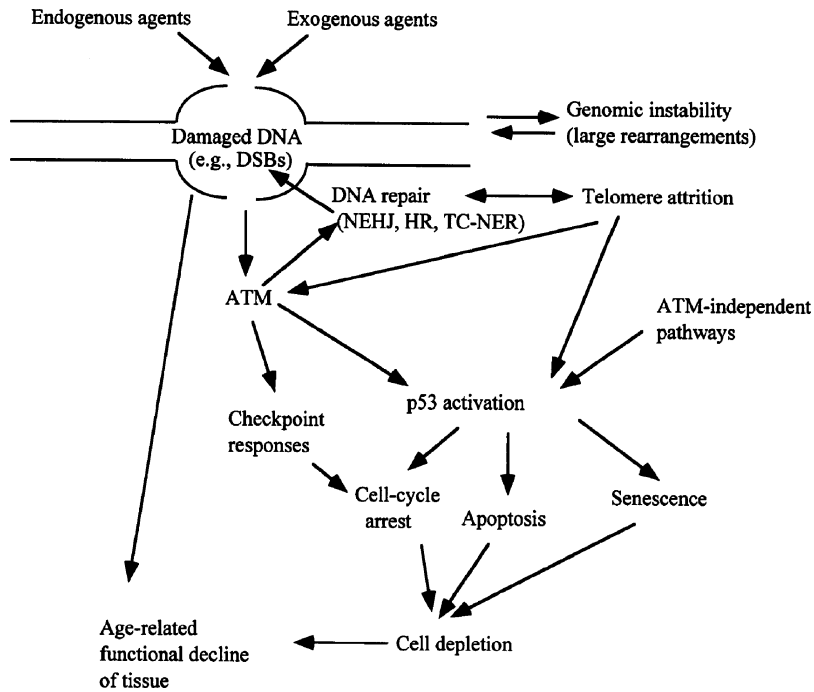 Endogenous agents
Exogenous agents
Genomic instability
(large rearrangements)
Damaged DNA
(e.g., DSBs)
DNA repair
(NEHJ, HR, TC-NER)
Telomere attrition
ATM
ATM-independent
pathways
p53 activation
Checkpoint
responses
Cell-cycle
arrest
Apoptosis
Senescence
Age-related
functional decline
of tissue
Cell depletion